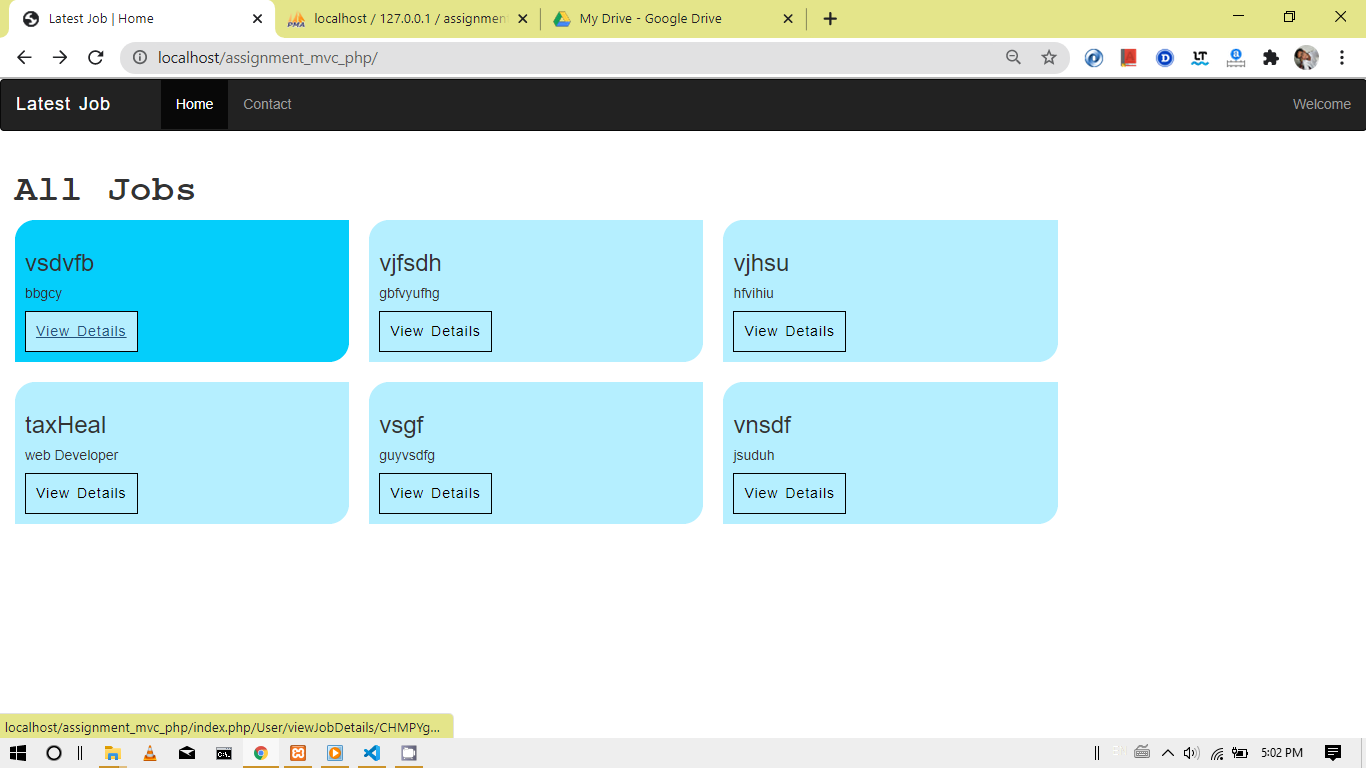 Latest Job | Home
localhost / 127.0.0.1 / assignment
My Drive - Google Drive
localhost/assignment_mvc_php/
Latest Job Home Contact Welcome
All Jobs
vsdvfb
bbgcy
View Details
vjfsdh
gbfvyufhg
View Details
vjhsu
hfvihiu
View Details
taxHeal
web Developer
View Details
vsgf
guyvsdfg
View Details
vnsdf
jsuduh
View Details
localhost/assignment_mvc_php/index.php/User/viewJobDetails/CHMPYg...
5:02 PM